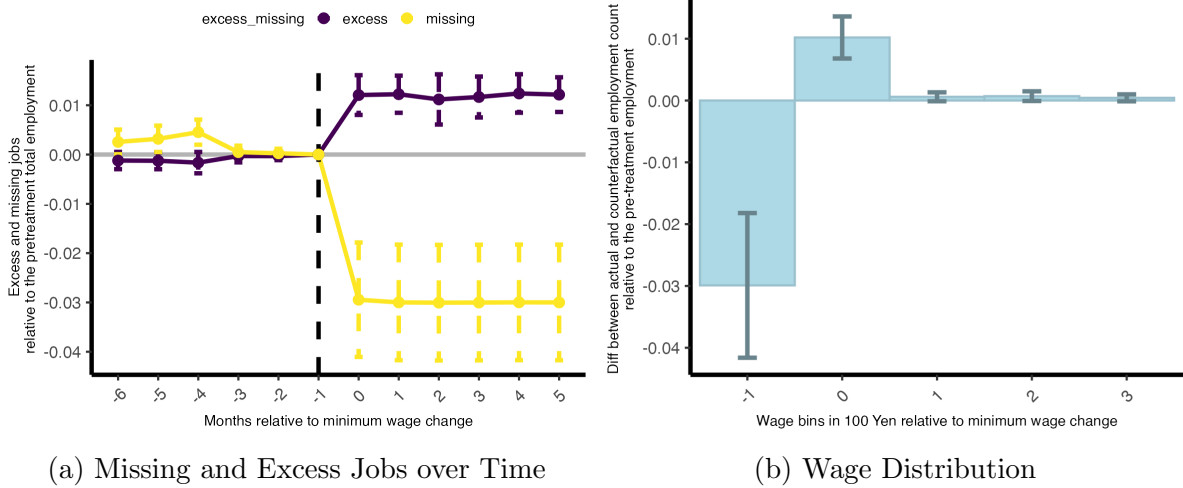 excess_missing excess missing
Excess and missing jobs
relative to the pretreatment total employment
0.01
0.00
-0.01
-0.02
-0.03
-0.04
-6 -5 -4 -3 -2 -1 0 1 2 3 4 5
Months relative to minimum wage change
(a) Missing and Excess Jobs over Time
Diff between actual and counterfactual employment count
relative to the pre-treatment employment
0.01
0.00
-0.01
-0.02
-0.03
-0.04
-1 0 1 2 3
Wage bins in 100 Yen relative to minimum wage change
(b) Wage Distribution